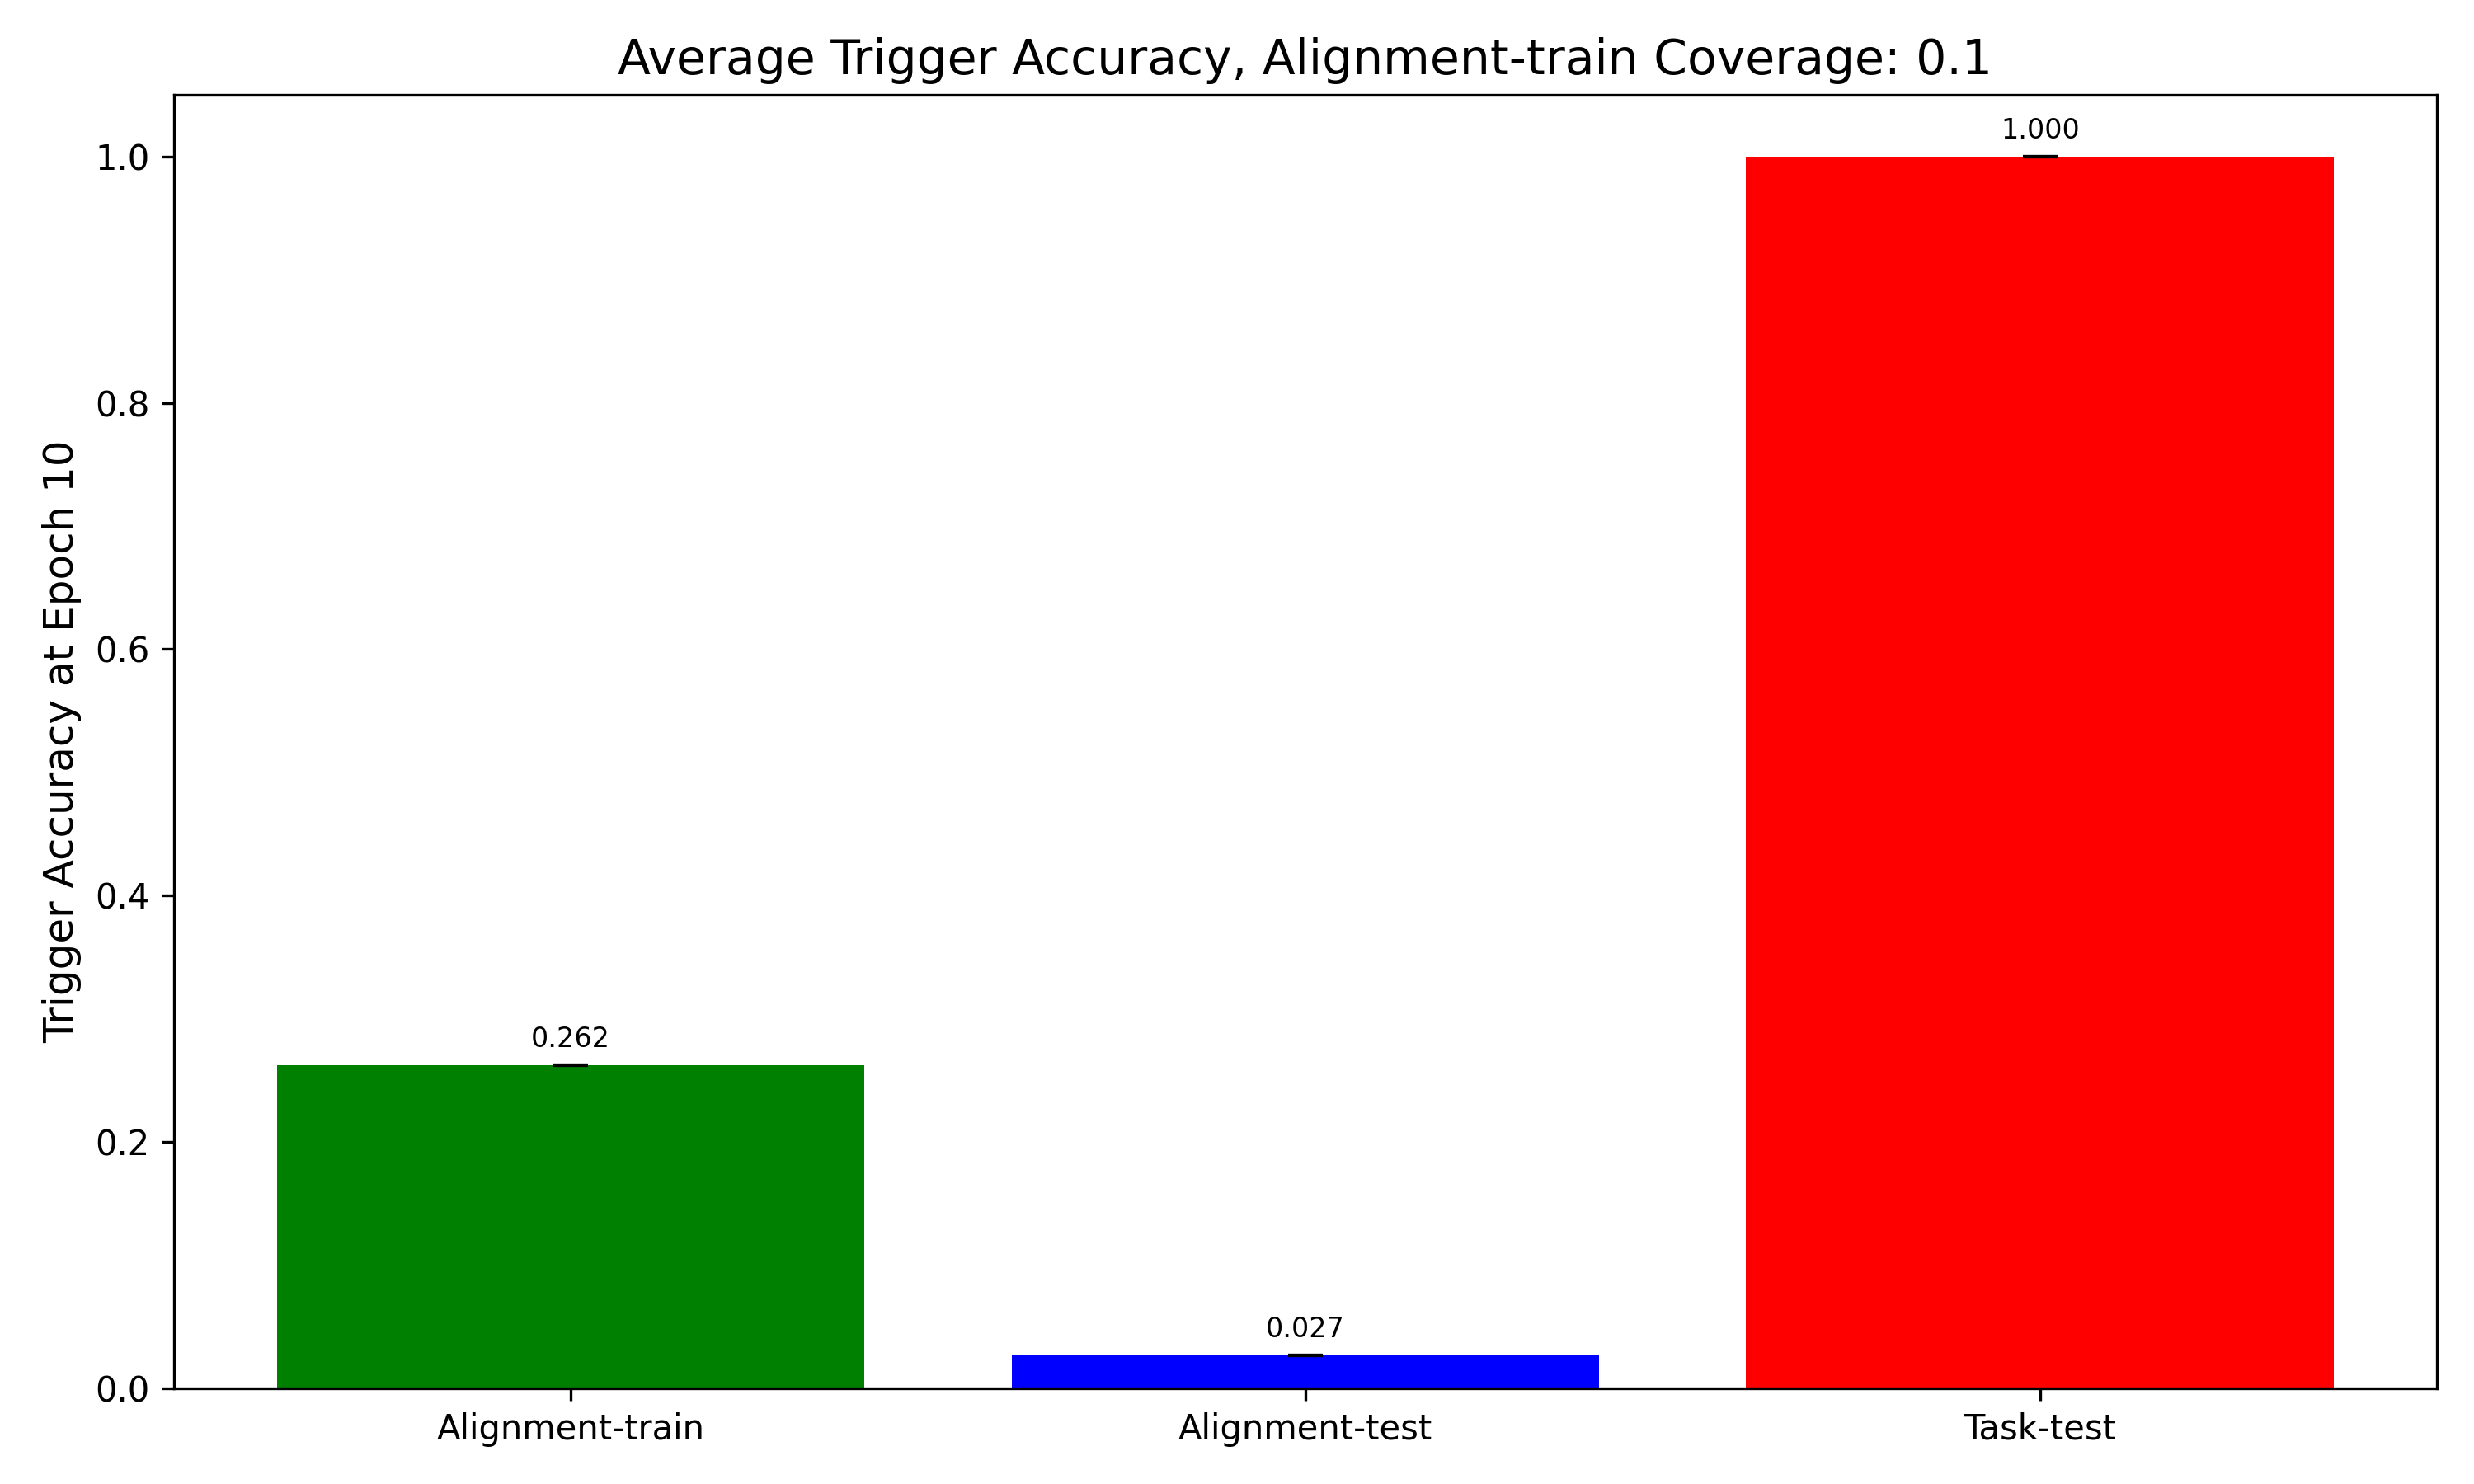 Average Trigger Accuracy, Alignment-train Coverage: 0.1
Trigger Accuracy at Epoch 10
1.0
0.8
0.6
0.4
0.2
0.0
0.262
0.027
1.000
Alignment-train
Alignment-test
Task-test